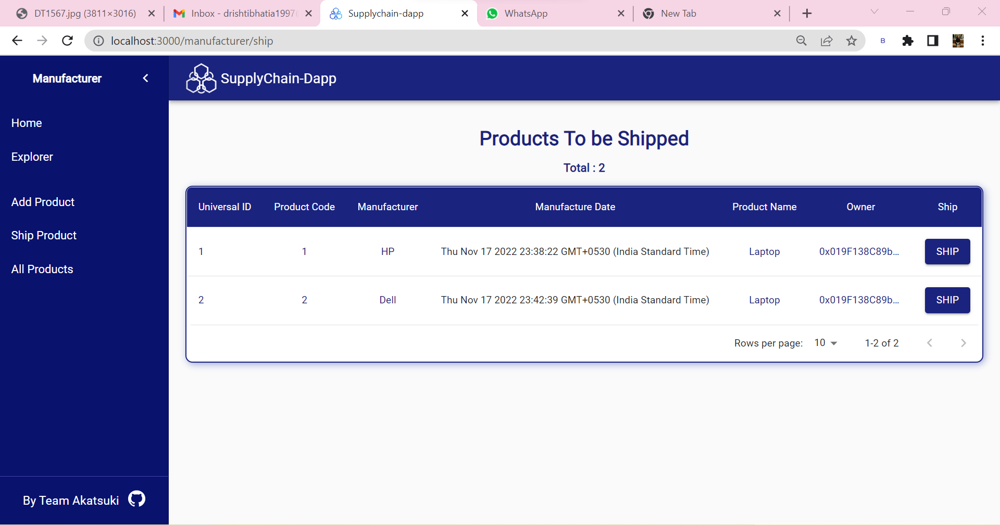 DT1567.jpg (3811×3016)
Inbox - drishtibhatia1997
Supplychain-dapp
WhatsApp
New Tab
localhost:3000/manufacturer/ship
B
Manufacturer
SupplyChain-Dapp
Home
Explorer
Add Product
Ship Product
All Products
Products To be Shipped
Total : 2
Universal ID Product Code Manufacturer Manufacture Date Product Name Owner Ship
1 1 HP Thu Nov 17 2022 23:38:22 GMT+0530 (India Standard Time) Laptop 0x019F138C89b... SHIP
2 2 Dell Thu Nov 17 2022 23:42:39 GMT+0530 (India Standard Time) Laptop 0x019F138C89b... SHIP
Rows per page: 10 1-2 of 2
By Team Akatsuki